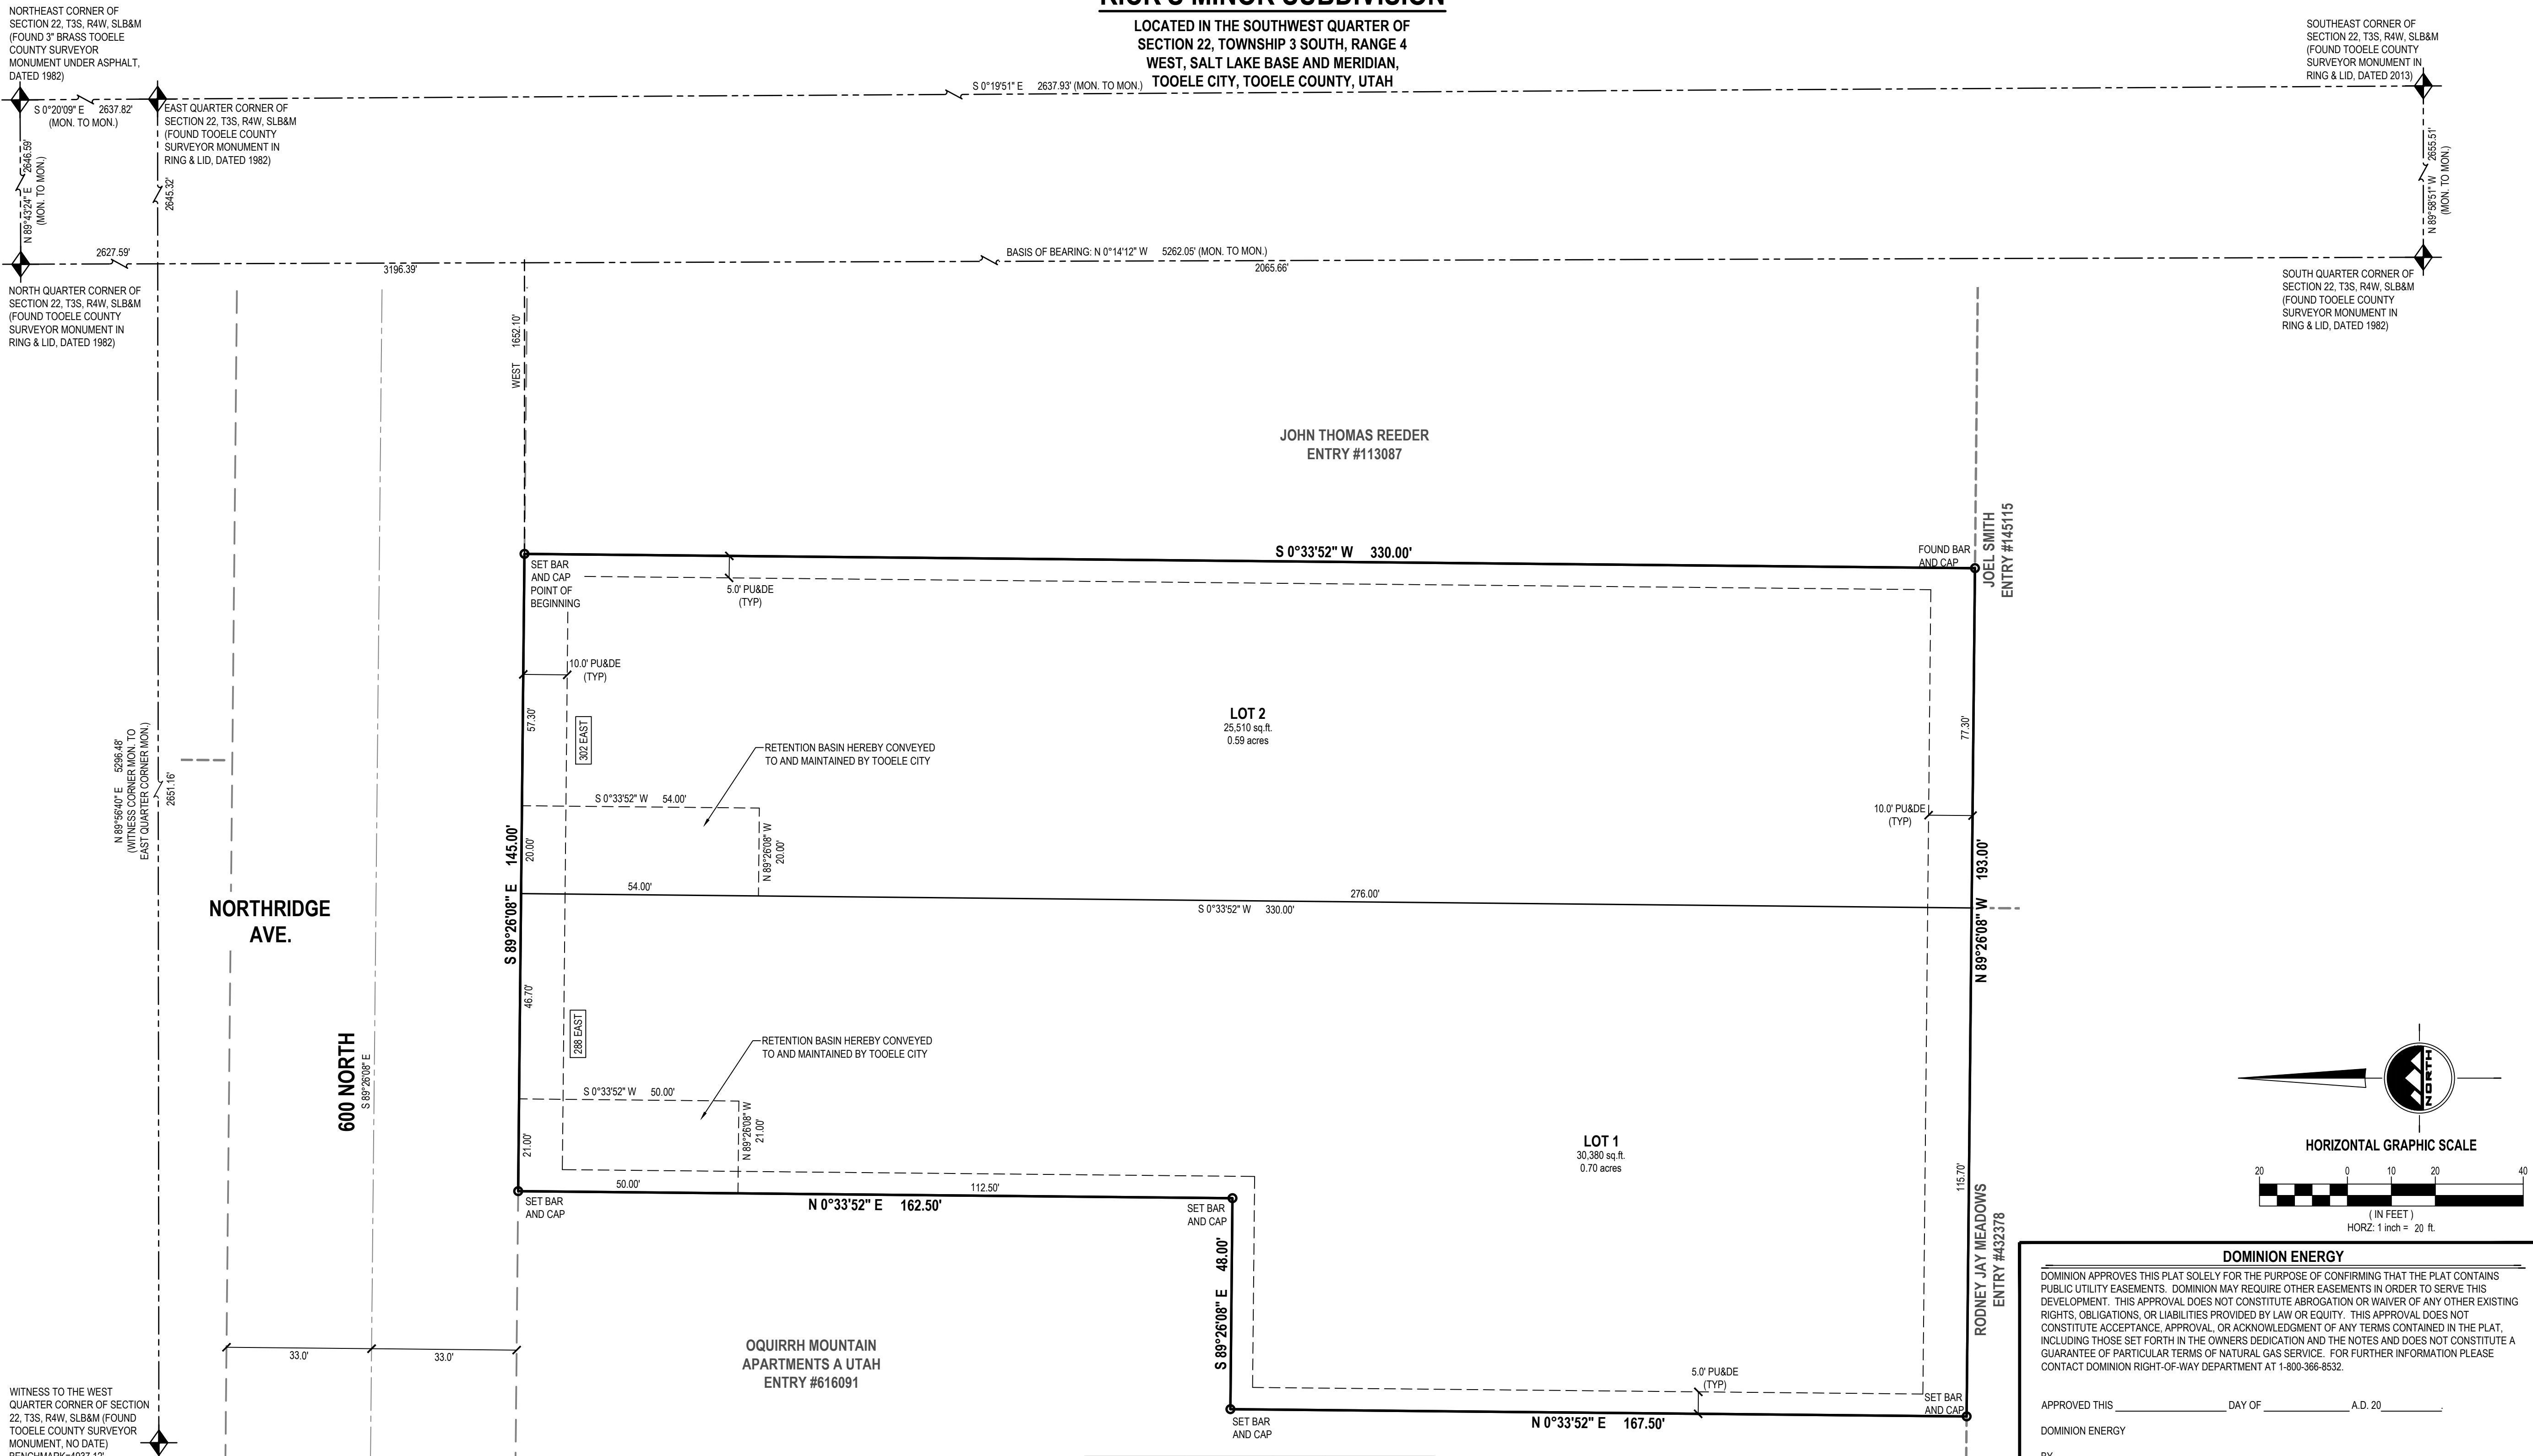 RICK'S MINOR SUBDIVISION
LOCATED IN THE SOUTHWEST QUARTER OF
SECTION 22, TOWNSHIP 3 SOUTH, RANGE 4
WEST, SALT LAKE BASE AND MERIDIAN,
TOOELE CITY, TOOELE COUNTY, UTAH
NORTHEAST CORNER OF
SECTION 22, T3S, R4W, SLB&M
(FOUND 3" BRASS TOOELE
COUNTY SURVEYOR
MONUMENT UNDER ASPHALT,
DATED 1982)
S 0°20'09" E 2637.82'
(MON. TO MON.)
EAST QUARTER CORNER OF
SECTION 22, T3S, R4W, SLB&M
(FOUND TOOELE COUNTY
SURVEYOR MONUMENT IN
RING & LID, DATED 1982)
S 0°19'51" E 2637.93' (MON. TO MON.)
SOUTHEAST CORNER OF
SECTION 22, T3S, R4W, SLB&M
(FOUND TOOELE COUNTY
SURVEYOR MONUMENT IN
RING & LID, DATED 2013)
N 89°43'24" E 2646.59'
(MON. TO MON.)
2645.32'
N 89°58'51" W 2655.51'
(MON. TO MON.)
2627.59'
3196.39'
BASIS OF BEARING: N 0°14'12" W 5262.05' (MON. TO MON.)
2065.66'
NORTH QUARTER CORNER OF
SECTION 22, T3S, R4W, SLB&M
(FOUND TOOELE COUNTY
SURVEYOR MONUMENT IN
RING & LID, DATED 1982)
SOUTH QUARTER CORNER OF
SECTION 22, T3S, R4W, SLB&M
(FOUND TOOELE COUNTY
SURVEYOR MONUMENT IN
RING & LID, DATED 1982)
WEST 1652.10'
JOHN THOMAS REEDER
ENTRY #113087
JOEL SMITH
ENTRY #145115
S 0°33'52" W 330.00'
FOUND BAR
AND CAP
SET BAR
AND CAP
POINT OF
BEGINNING
5.0' PU&DE
(TYP)
10.0' PU&DE
(TYP)
57.30'
302 EAST
LOT 2
25,510 sq.ft.
0.59 acres
77.30'
RETENTION BASIN HEREBY CONVEYED
TO AND MAINTAINED BY TOOELE CITY
S 0°33'52" W 54.00'
N 89°26'08" W
20.00'
20.00'
10.0' PU&DE
(TYP)
N 89°56'40" E 5296.48'
(WITNESS CORNER MON. TO
EAST QUARTER CORNER MON.)
2651.16'
S 89°26'08" E 145.00'
N 89°26'08" W 193.00'
54.00'
276.00'
S 0°33'52" W 330.00'
NORTHRIDGE
AVE.
46.70'
288 EAST
RETENTION BASIN HEREBY CONVEYED
TO AND MAINTAINED BY TOOELE CITY
S 0°33'52" W 50.00'
N 89°26'08" W
21.00'
21.00'
600 NORTH
S 89°26'08" E
LOT 1
30,380 sq.ft.
0.70 acres
115.70'
50.00'
112.50'
N 0°33'52" E 162.50'
SET BAR
AND CAP
SET BAR
AND CAP
S 89°26'08" E 48.00'
RODNEY JAY MEADOWS
ENTRY #432378
NORTH
HORIZONTAL GRAPHIC SCALE
20 0 10 20 40
( IN FEET )
HORZ: 1 inch = 20 ft.
33.0'
33.0'
OQUIRRH MOUNTAIN
APARTMENTS A UTAH
ENTRY #616091
5.0' PU&DE
(TYP)
SET BAR
AND CAP
SET BAR
AND CAP
N 0°33'52" E 167.50'
WITNESS TO THE WEST
QUARTER CORNER OF SECTION
22, T3S, R4W, SLB&M (FOUND
TOOELE COUNTY SURVEYOR
MONUMENT, NO DATE)
BENCHMARK=4937.12'
DOMINION ENERGY
DOMINION APPROVES THIS PLAT SOLELY FOR THE PURPOSE OF CONFIRMING THAT THE PLAT CONTAINS
PUBLIC UTILITY EASEMENTS. DOMINION MAY REQUIRE OTHER EASEMENTS IN ORDER TO SERVE THIS
DEVELOPMENT. THIS APPROVAL DOES NOT CONSTITUTE ABROGATION OR WAIVER OF ANY OTHER EXISTING
RIGHTS, OBLIGATIONS, OR LIABILITIES PROVIDED BY LAW OR EQUITY. THIS APPROVAL DOES NOT
CONSTITUTE ACCEPTANCE, APPROVAL, OR ACKNOWLEDGMENT OF ANY TERMS CONTAINED IN THE PLAT,
INCLUDING THOSE SET FORTH IN THE OWNERS DEDICATION AND THE NOTES AND DOES NOT CONSTITUTE A
GUARANTEE OF PARTICULAR TERMS OF NATURAL GAS SERVICE. FOR FURTHER INFORMATION PLEASE
CONTACT DOMINION RIGHT-OF-WAY DEPARTMENT AT 1-800-366-8532.
APPROVED THIS ____ DAY OF ____ A.D. 20____.
DOMINION ENERGY
BY